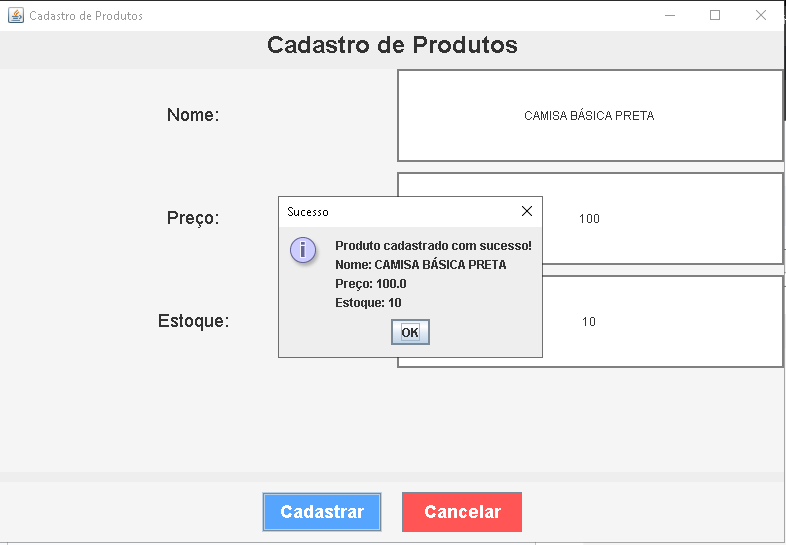 Cadastro de Produtos
Cadastro de Produtos
Nome:
CAMISA BÁSICA PRETA
Preço:
100
Sucesso
Produto cadastrado com sucesso!
Nome: CAMISA BÁSICA PRETA
Preço: 100.0
Estoque: 10
OK
Estoque:
10
Cadastrar
Cancelar